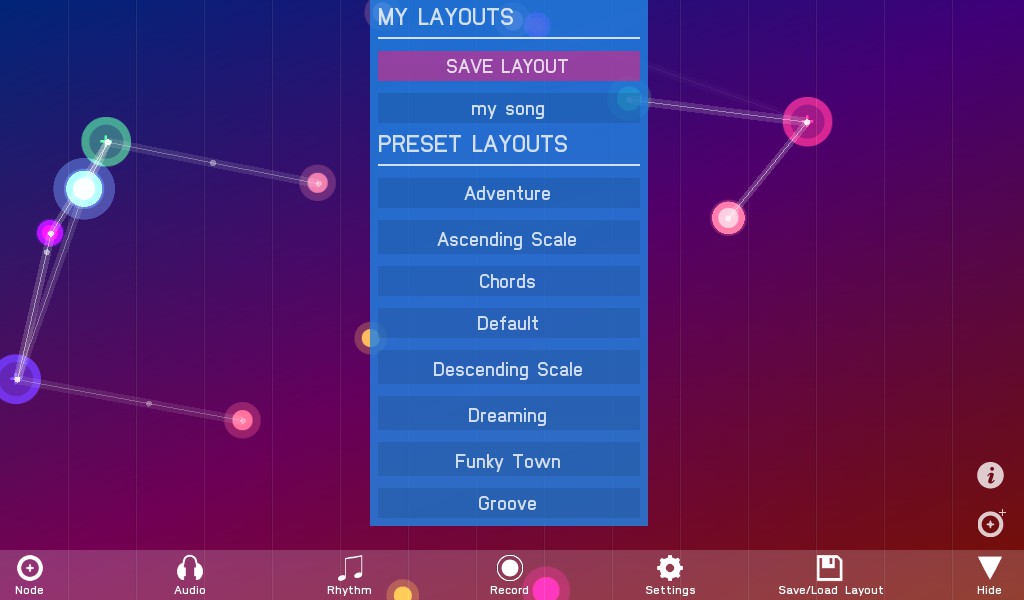 MY LAYOUTS
SAVE LAYOUT
my song
PRESET LAYOUTS
Adventure
Ascending Scale
Chords
Default
Descending Scale
Dreaming
Funky Town
Groove
Node Audio Rhythm Record Settings Save/Load Layout Hide